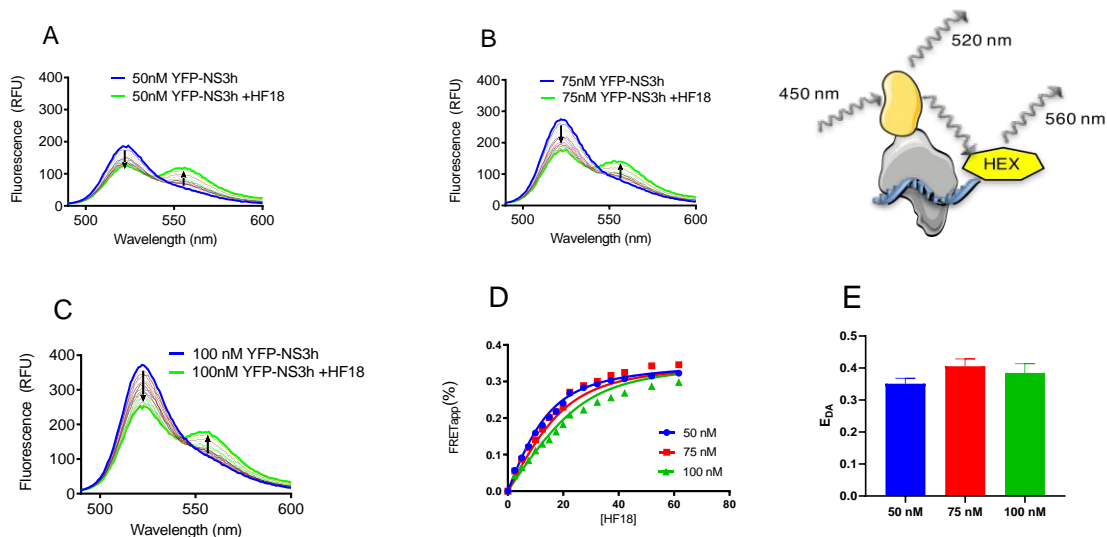 A
50nM YFP-NS3h
50nM YFP-NS3h +HF18
Fluorescence (RFU)
400
300
200
100
0
500
550
600
Wavelength (nm)
B
75nM YFP-NS3h
75nM YFP-NS3h +HF18
Fluorescence (RFU)
400
300
200
100
0
500
550
600
Wavelength (nm)
450 nm
520 nm
560 nm
HEX
C
100 nM YFP-NS3h
100nM YFP-NS3h +HF18
Fluorescence (RFU)
400
300
200
100
0
500
550
600
Wavelength (nm)
D
FRETapp(%)
0.4
0.3
0.2
0.1
0.0
0
20
40
60
80
[HF18]
50 nM
75 nM
100 nM
E
EDA
0.5
0.4
0.3
0.2
0.1
0.0
50 nM
75 nM
100 nM